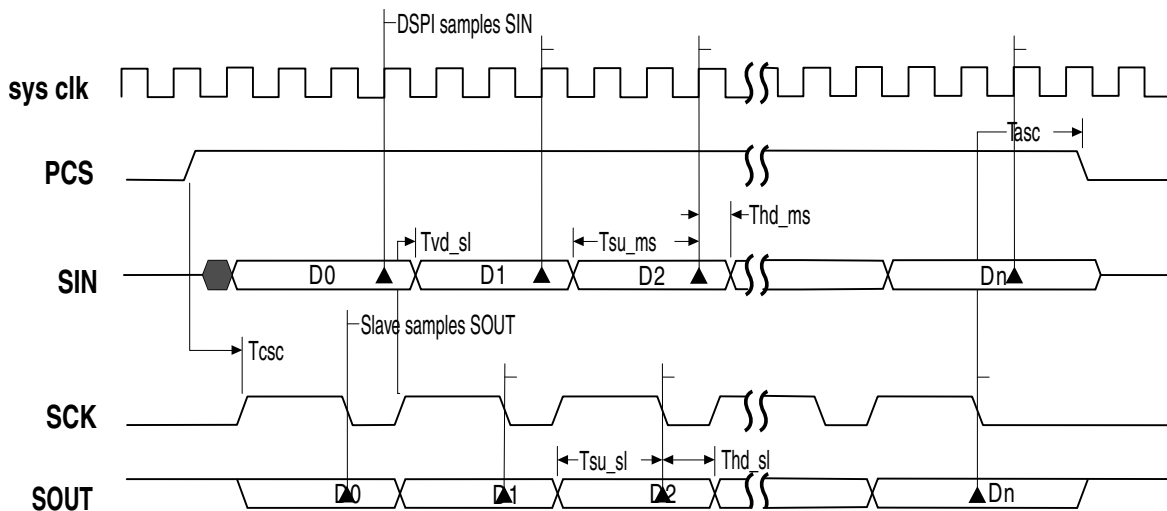 DSPI samples SIN
sys clk
Tasc
PCS
Thd_ms
Tvd_sl
Tsu_ms
SIN
D0
D1
D2
Dn
Slave samples SOUT
Tcsc
SCK
Tsu_sl
Thd_sl
SOUT
D0
D1
D2
Dn